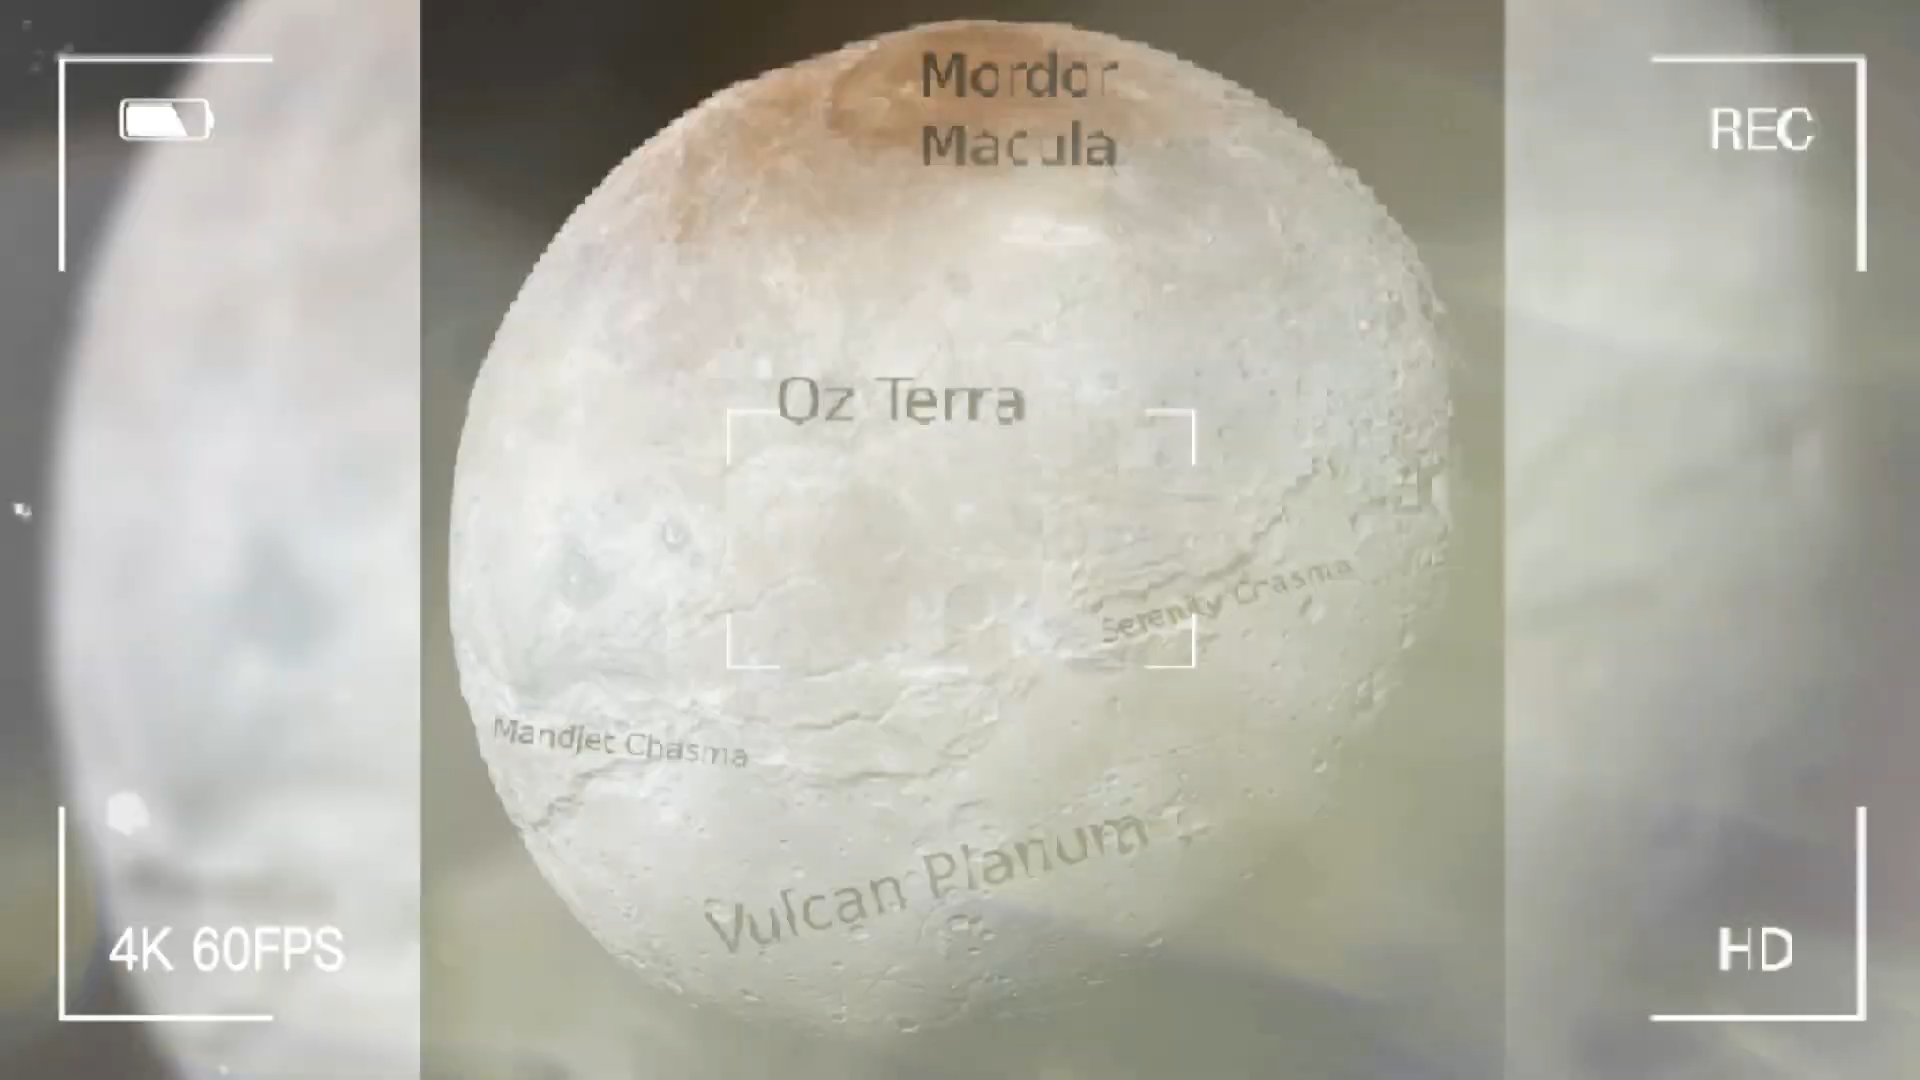 Mordor
Macula
REC
Oz Terra
Serenity Chasma
Mandjet Chasma
Vulcan Planum
4K 60FPS
HD